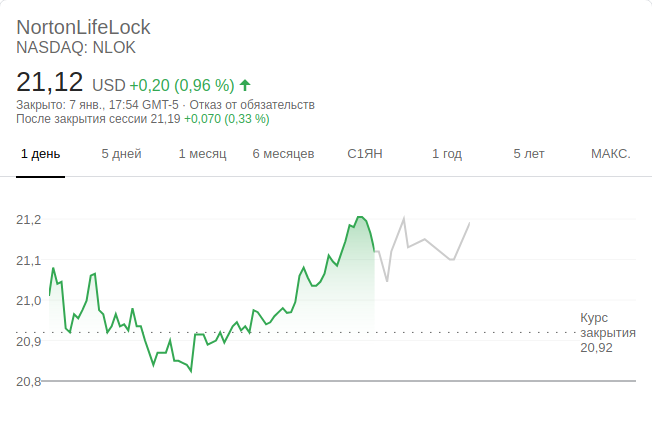 NortonLifeLock
NASDAQ: NLOK
21,12 USD +0,20 (0,96 %)
Закрыто: 7 янв., 17:54 GMT-5 · Отказ от обязательств
После закрытия сессии 21,19 +0,070 (0,33 %)
1 день 5 дней 1 месяц 6 месяцев С1ЯН 1 год 5 лет МАКС.
21,2
21,1
21,0
20,9
20,8
Курс
закрытия
20,92